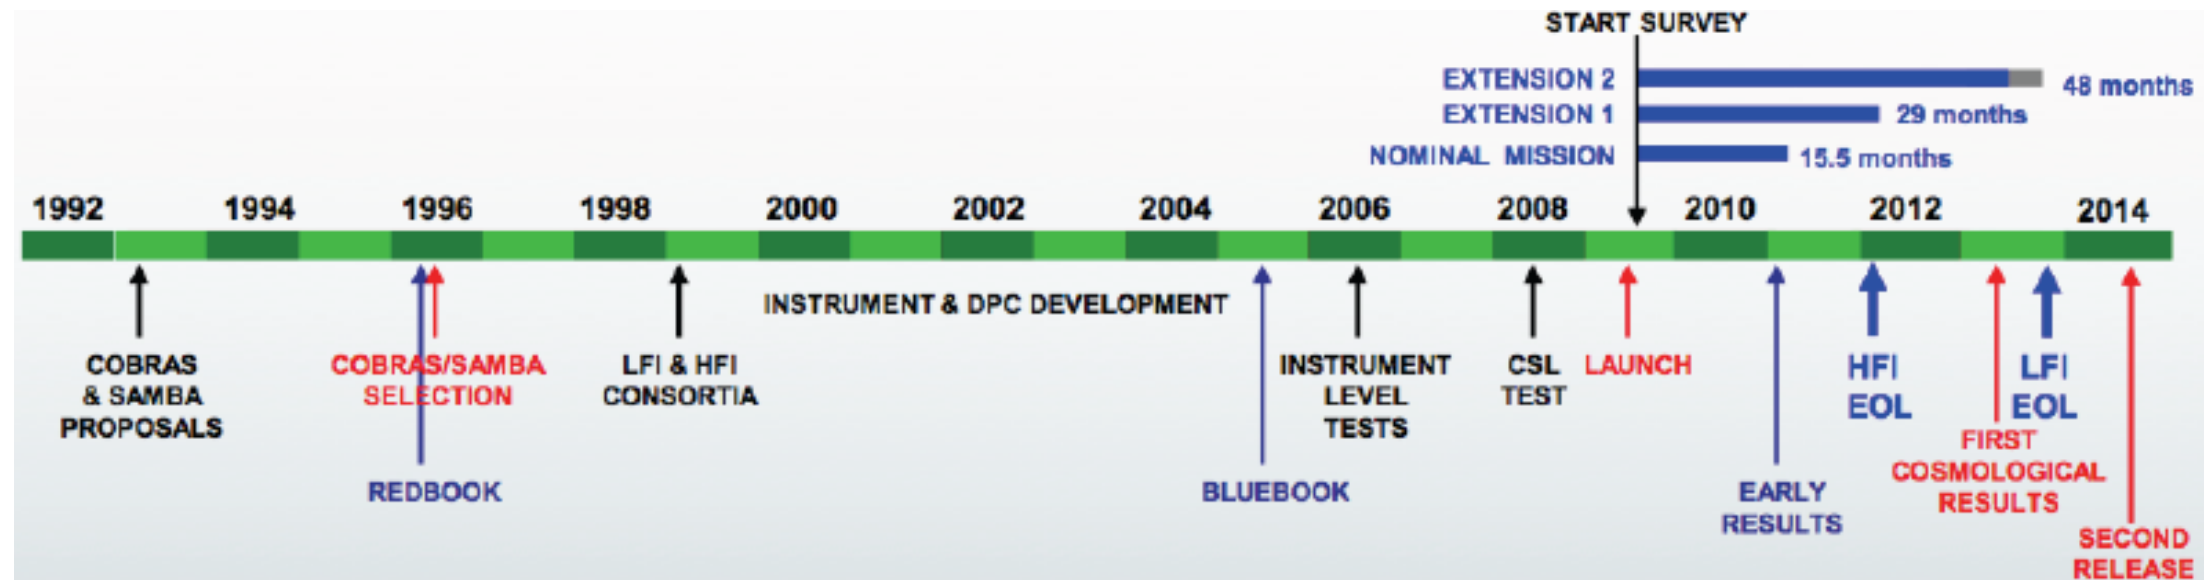 START SURVEY
EXTENSION 2
48 months
EXTENSION 1
29 months
NOMINAL MISSION
15.5 months
1992 1994 1996 1998 2000 2002 2004 2006 2008 2010 2012 2014
INSTRUMENT & DPC DEVELOPMENT
COBRAS
& SAMBA
PROPOSALS
COBRAS/SAMBA
SELECTION
REDBOOK
LFI & HFI
CONSORTIA
BLUEBOOK
INSTRUMENT
LEVEL
TESTS
CSL
TEST
LAUNCH
EARLY
RESULTS
HFI
EOL
FIRST
COSMOLOGICAL
RESULTS
LFI
EOL
SECOND
RELEASE